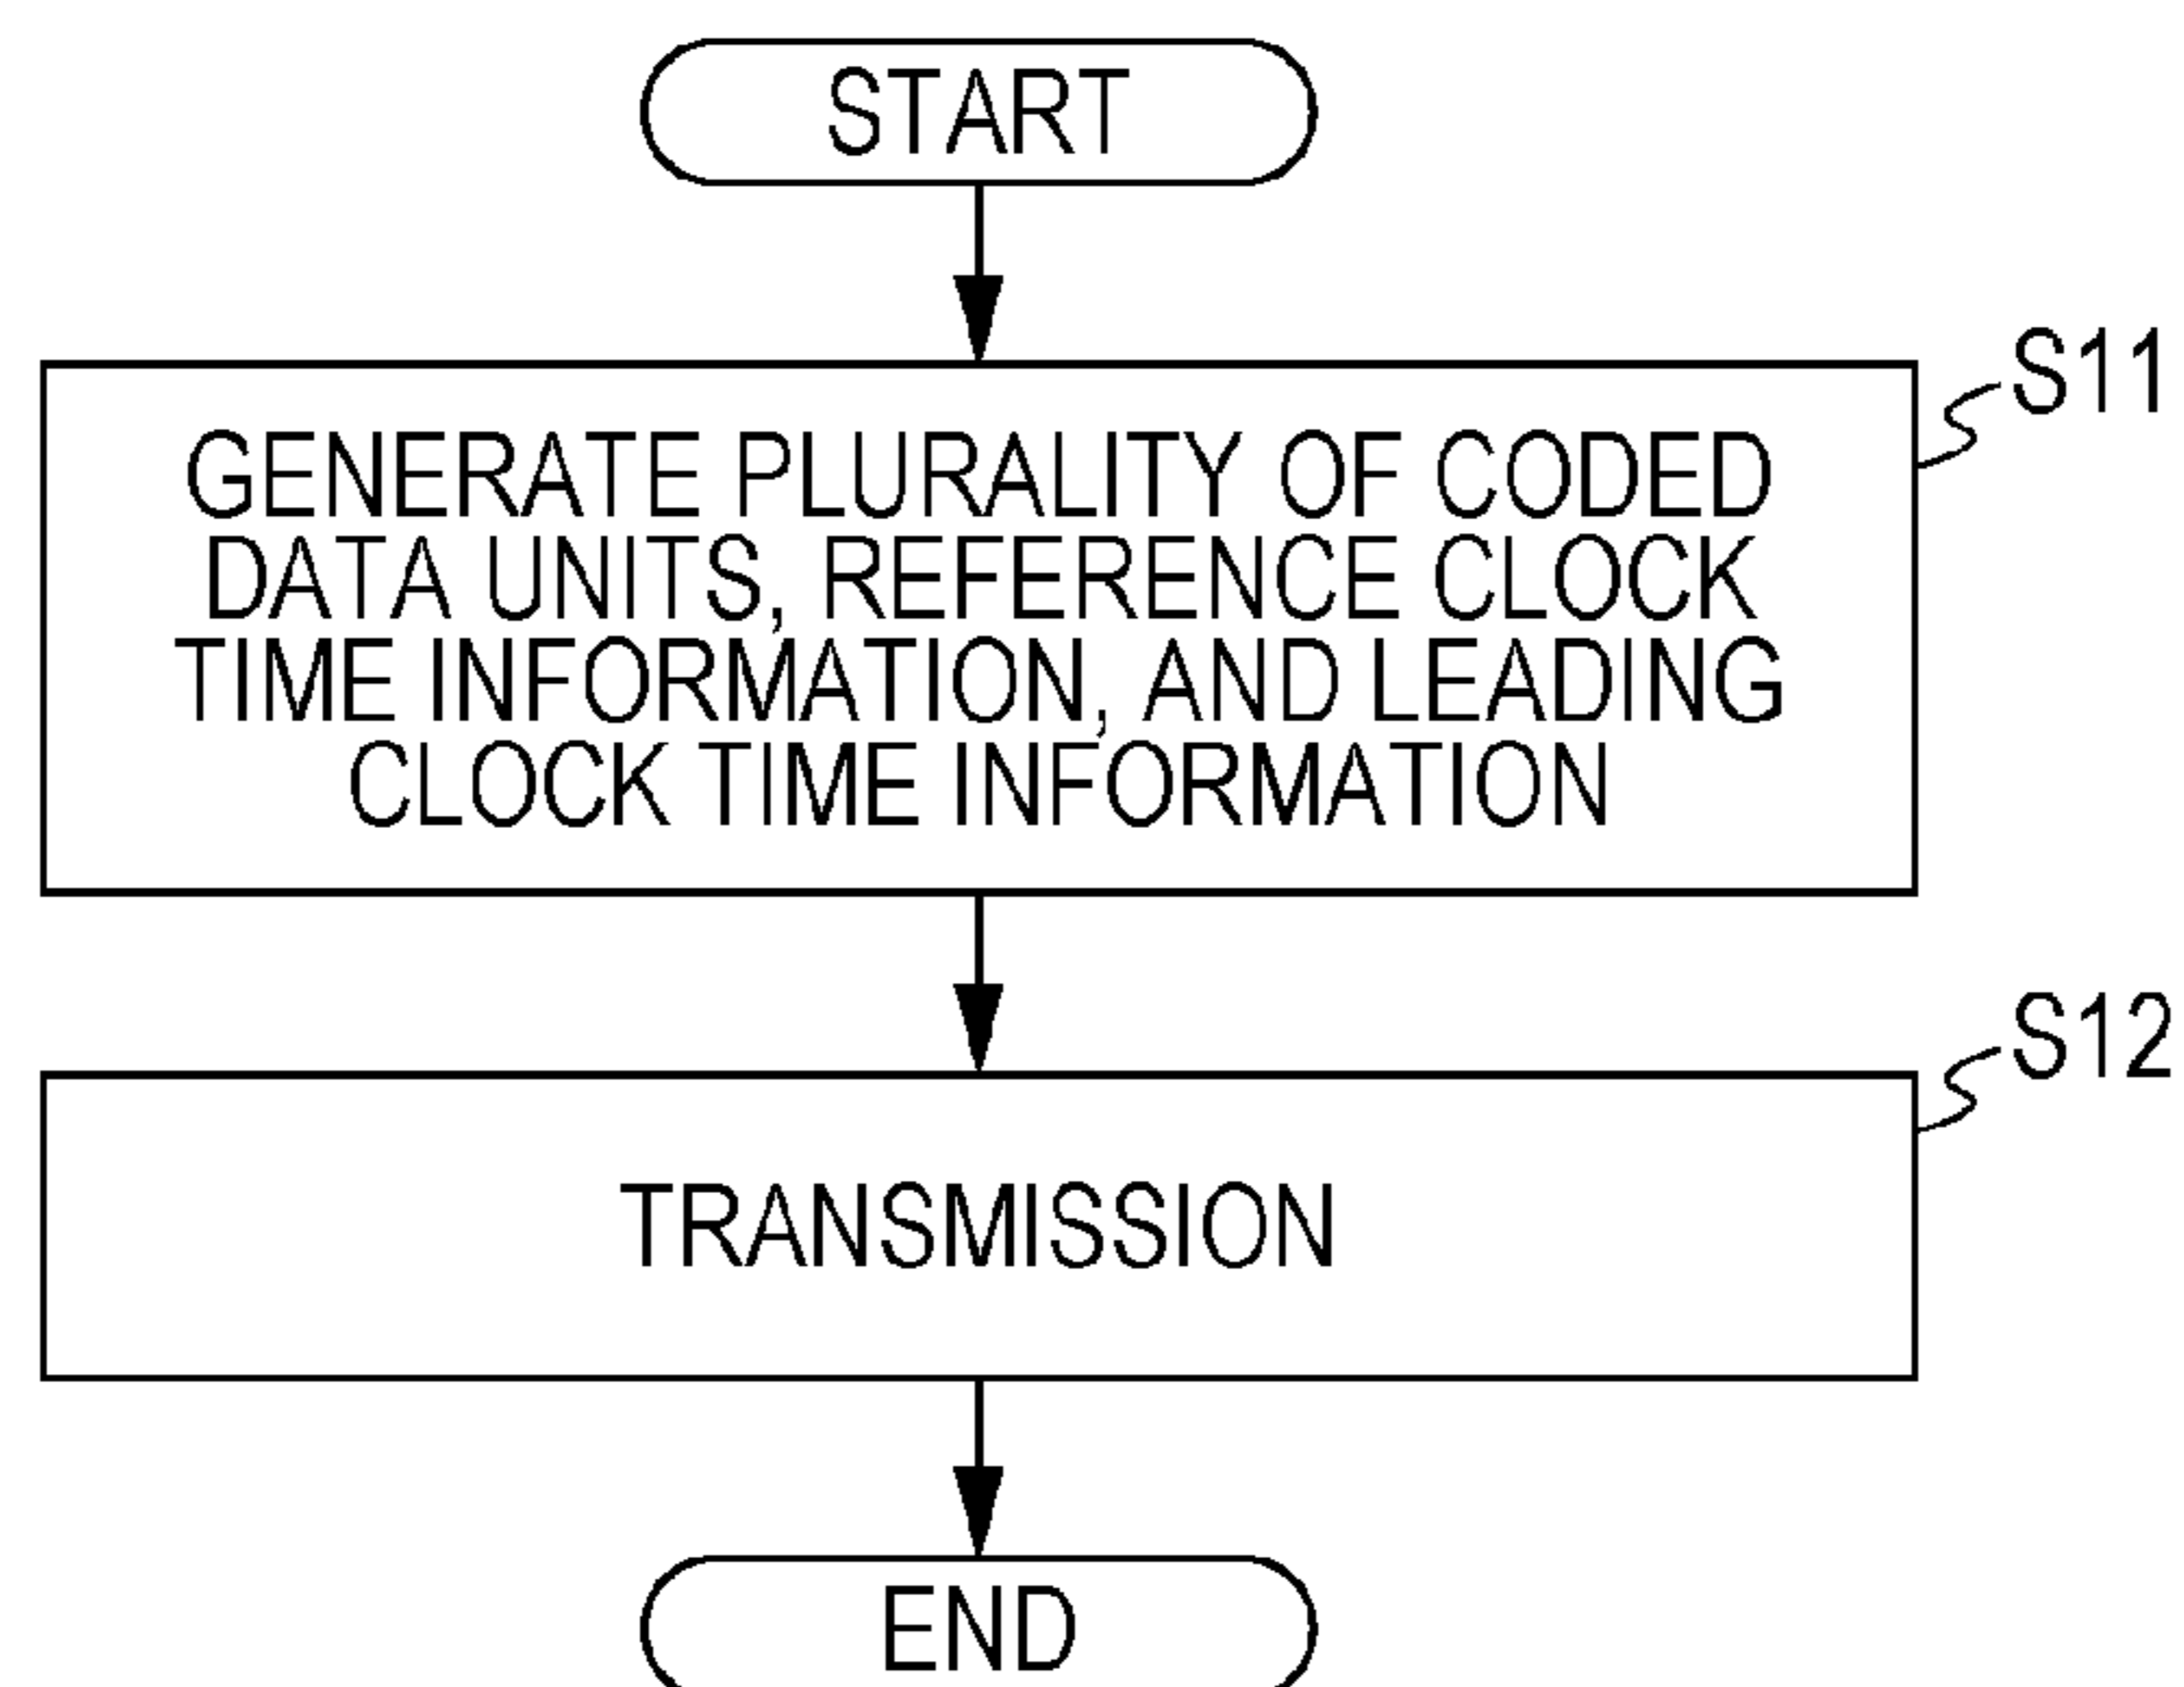 START
S11
GENERATE PLURALITY OF CODED
DATA UNITS, REFERENCE CLOCK
TIME INFORMATION, AND LEADING
CLOCK TIME INFORMATION
S12
TRANSMISSION
END